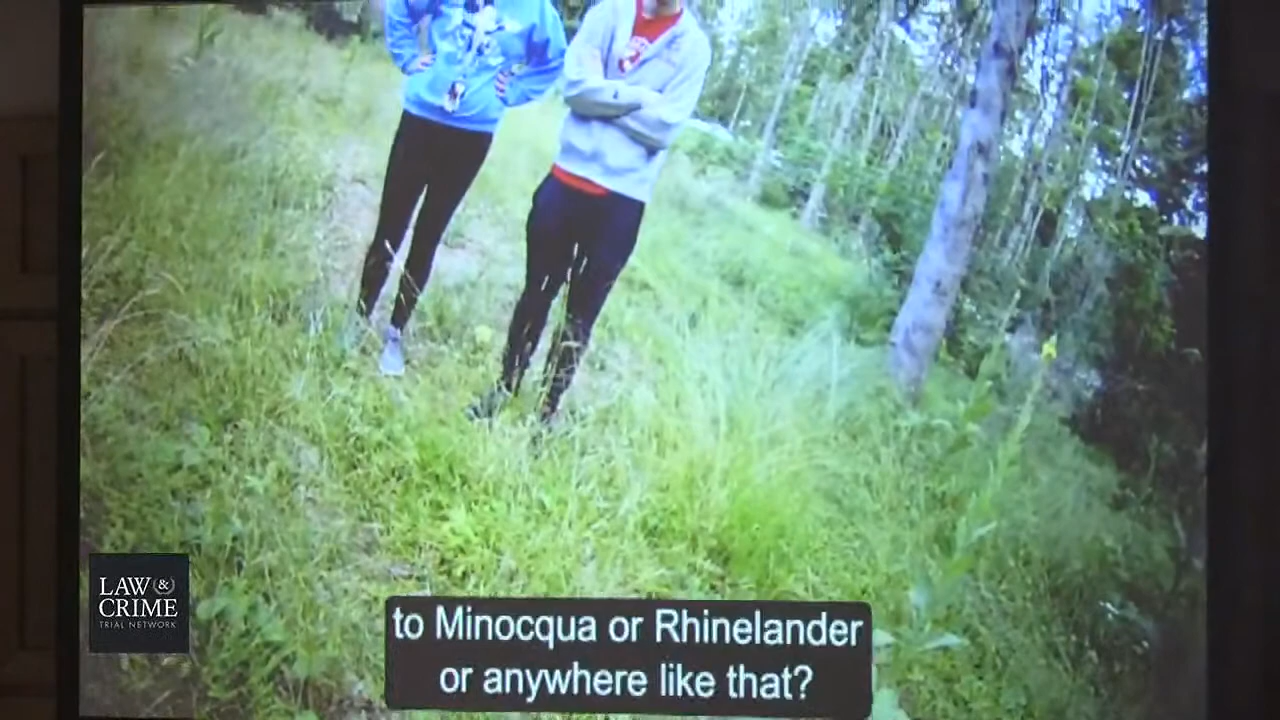 LAW &
CRIME
TRIAL NETWORK
to Minocqua or Rhinelander
or anywhere like that?